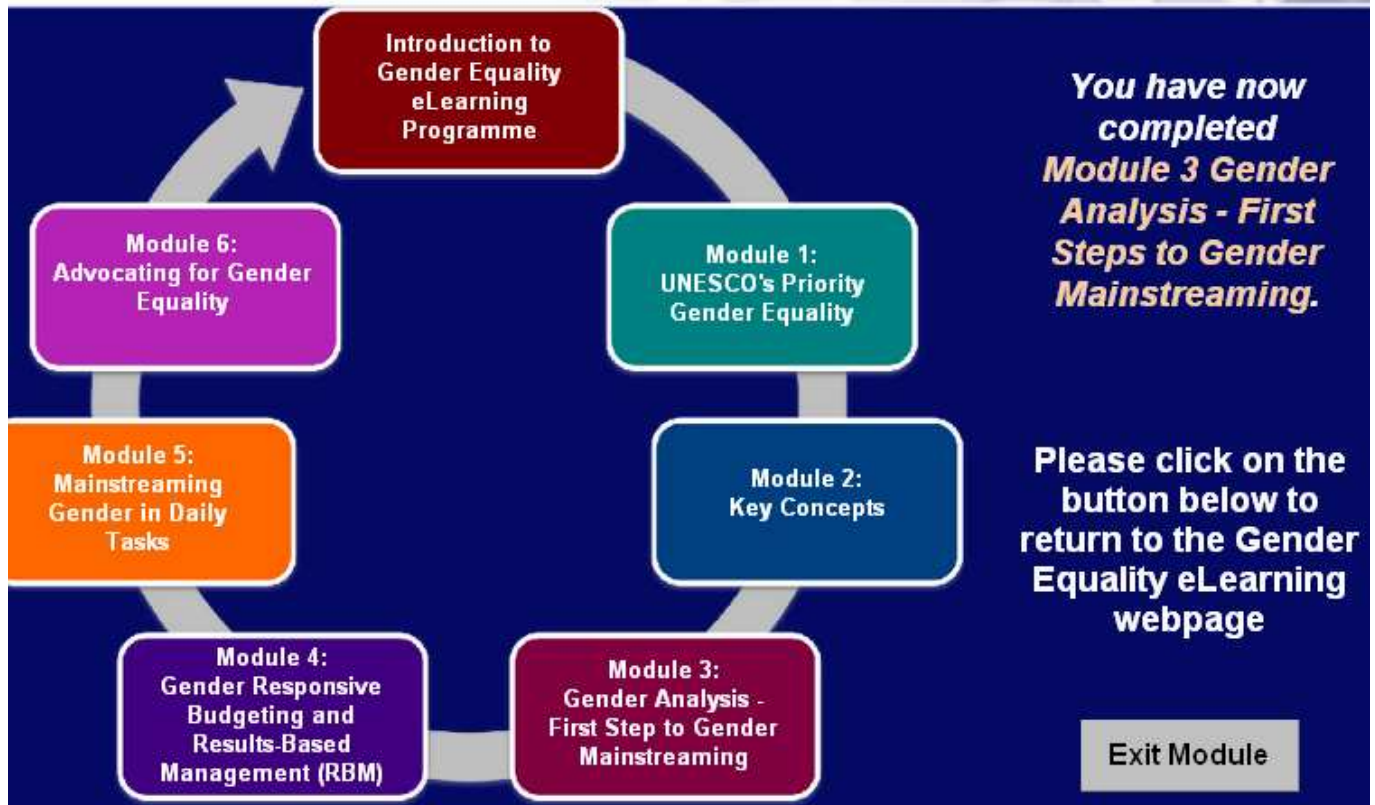 Introduction to
Gender Equality
eLearning
Programme
Module 1:
UNESCO's Priority
Gender Equality
Module 2:
Key Concepts
Module 3:
Gender Analysis -
First Step to Gender
Mainstreaming
Module 4:
Gender Responsive
Budgeting and
Results-Based
Management (RBM)
Module 5:
Mainstreaming
Gender in Daily
Tasks
Module 6:
Advocating for Gender
Equality
You have now
completed
Module 3 Gender
Analysis - First
Steps to Gender
Mainstreaming.
Please click on the
button below to
return to the Gender
Equality eLearning
webpage
Exit Module